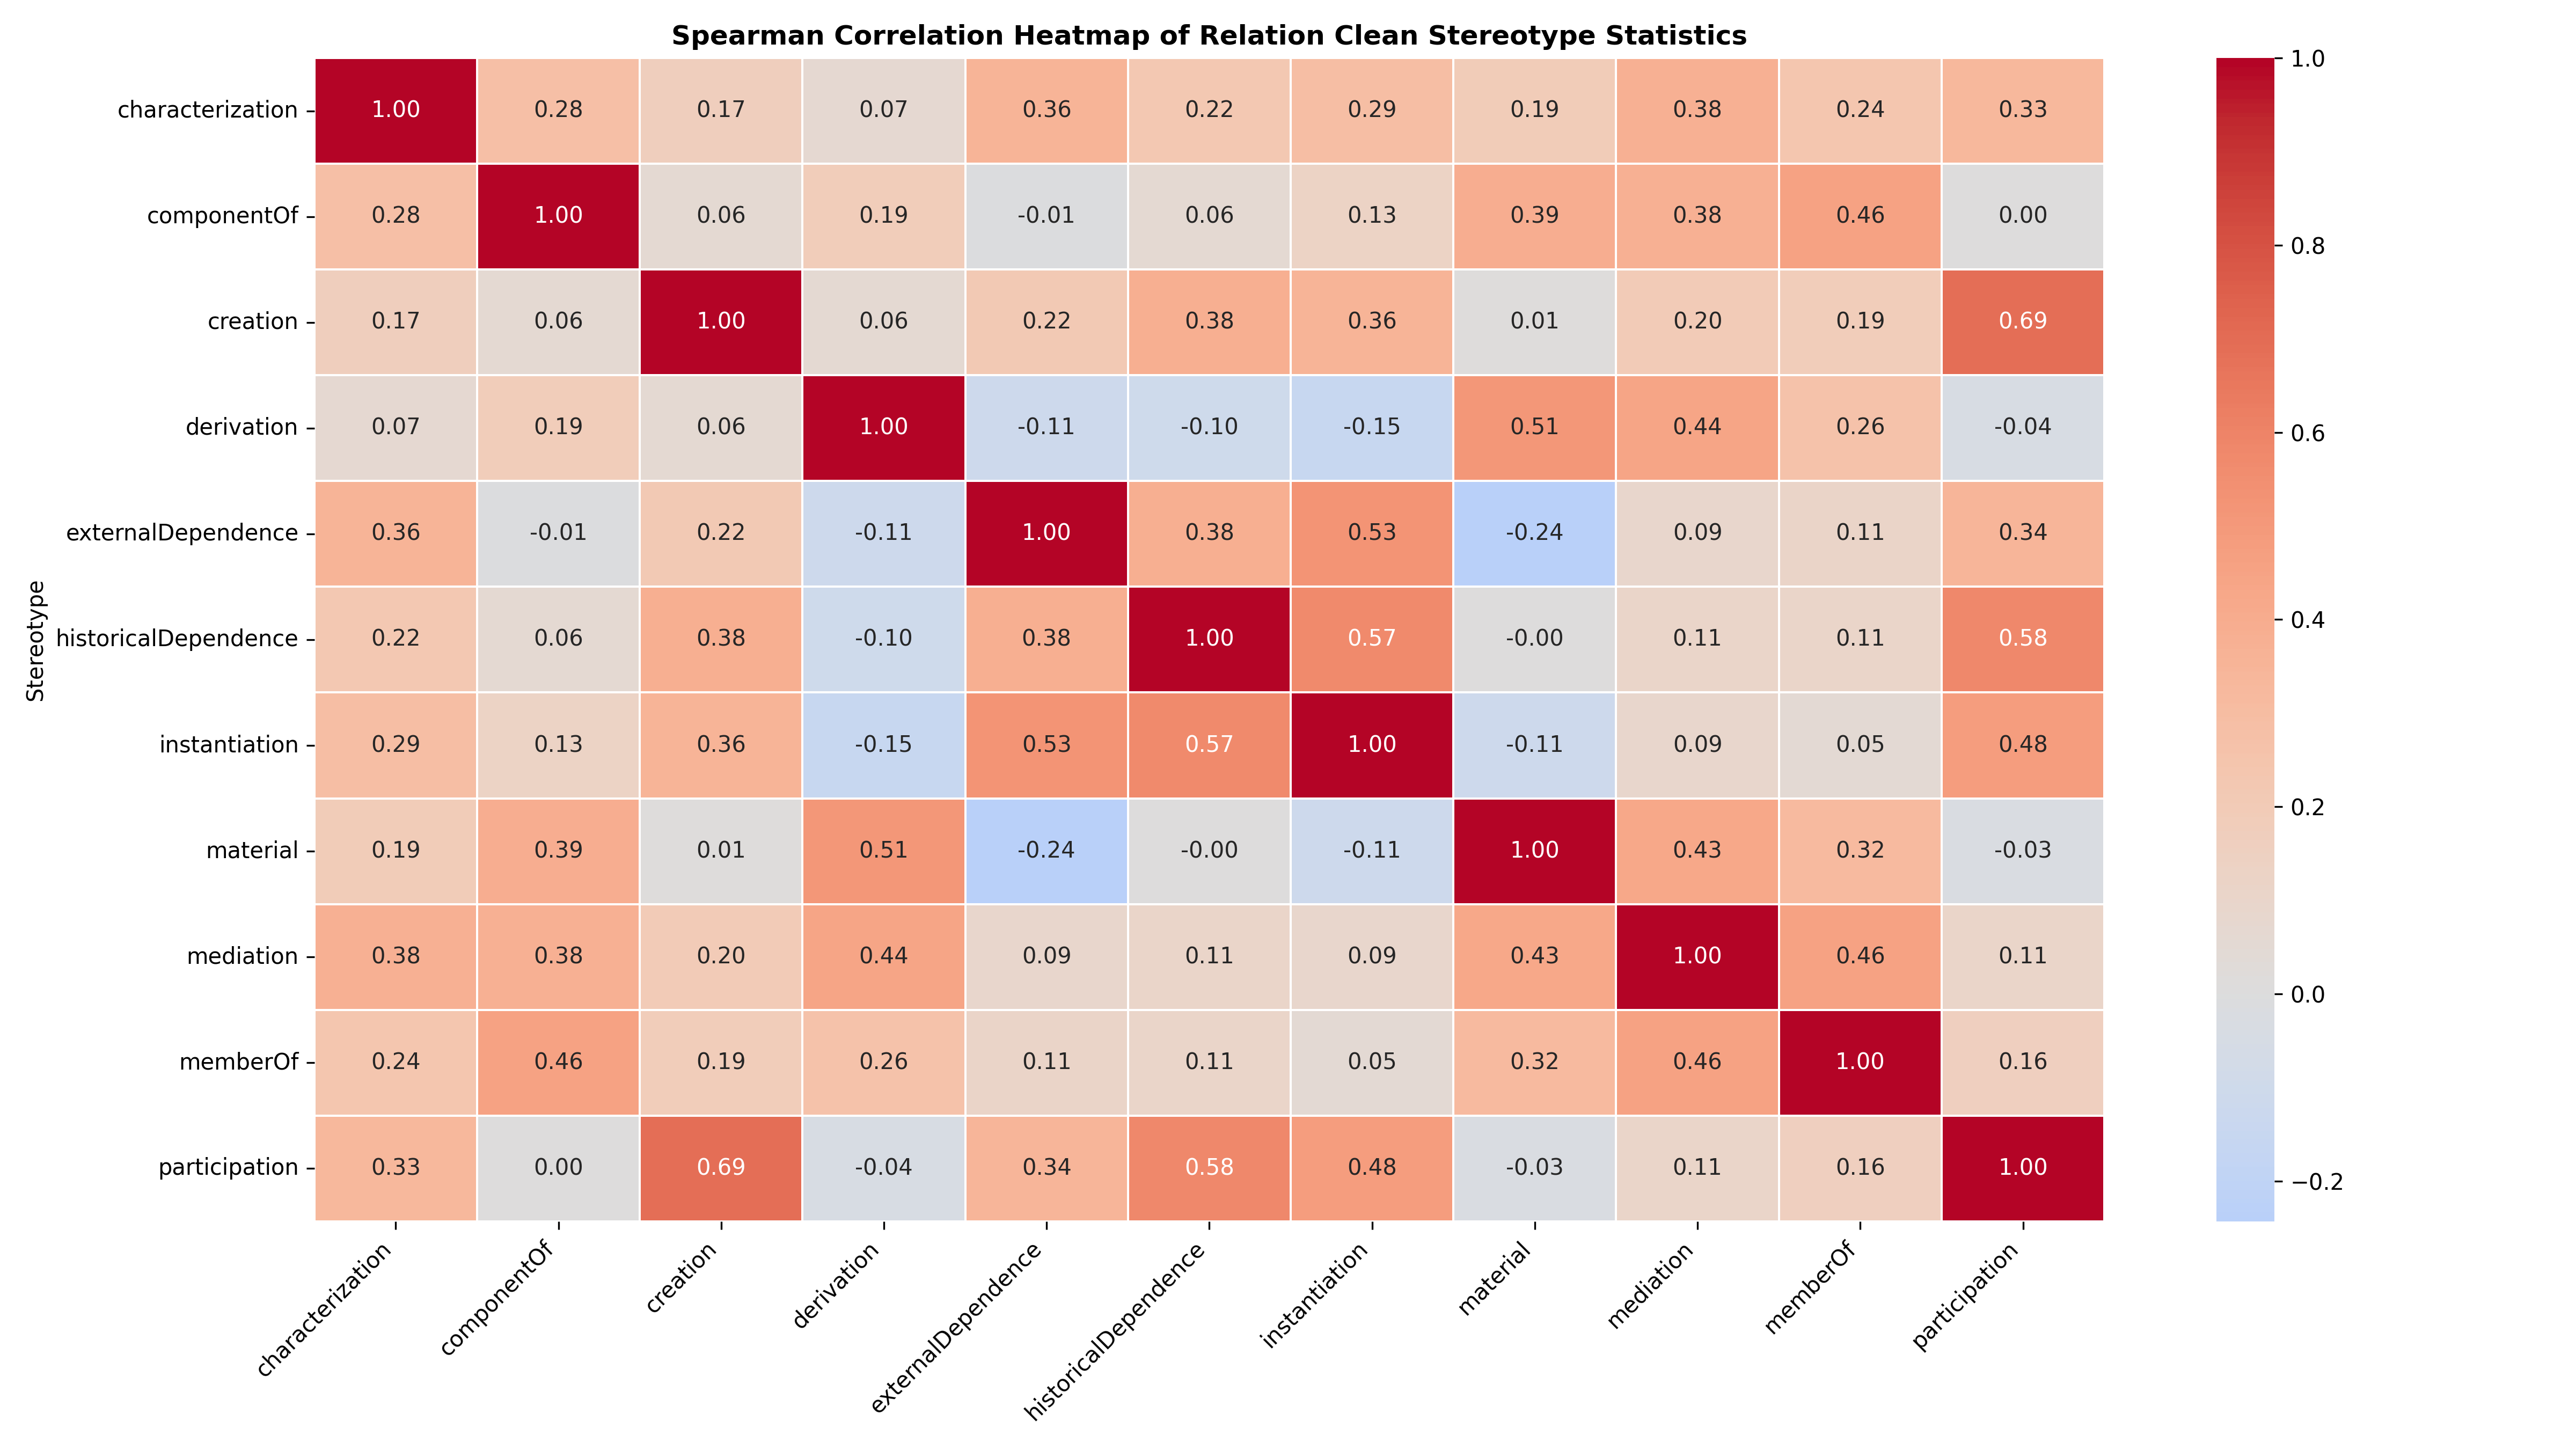 Spearman Correlation Heatmap of Relation Clean Stereotype Statistics
characterization 1.00 0.28 0.17 0.07 0.36 0.22 0.29 0.19 0.38 0.24 0.33
componentOf 0.28 1.00 0.06 0.19 -0.01 0.06 0.13 0.39 0.38 0.46 0.00
creation 0.17 0.06 1.00 0.06 0.22 0.38 0.36 0.01 0.20 0.19 0.69
derivation 0.07 0.19 0.06 1.00 -0.11 -0.10 -0.15 0.51 0.44 0.26 -0.04
externalDependence 0.36 -0.01 0.22 -0.11 1.00 0.38 0.53 -0.24 0.09 0.11 0.34
historicalDependence 0.22 0.06 0.38 -0.10 0.38 1.00 0.57 -0.00 0.11 0.11 0.58
instantiation 0.29 0.13 0.36 -0.15 0.53 0.57 1.00 -0.11 0.09 0.05 0.48
material 0.19 0.39 0.01 0.51 -0.24 -0.00 -0.11 1.00 0.43 0.32 -0.03
mediation 0.38 0.38 0.20 0.44 0.09 0.11 0.09 0.43 1.00 0.46 0.11
memberOf 0.24 0.46 0.19 0.26 0.11 0.11 0.05 0.32 0.46 1.00 0.16
participation 0.33 0.00 0.69 -0.04 0.34 0.58 0.48 -0.03 0.11 0.16 1.00
Stereotype
characterization
componentOf
creation
derivation
externalDependence
historicalDependence
instantiation
material
mediation
memberOf
participation
1.0
0.8
0.6
0.4
0.2
0.0
−0.2